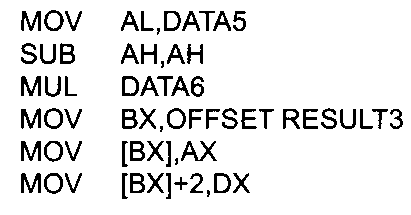 MOV AL,DATA5
SUB AH,AH
MUL DATA6
MOV BX,OFFSET RESULT3
MOV [BX],AX
MOV [BX]+2,DX